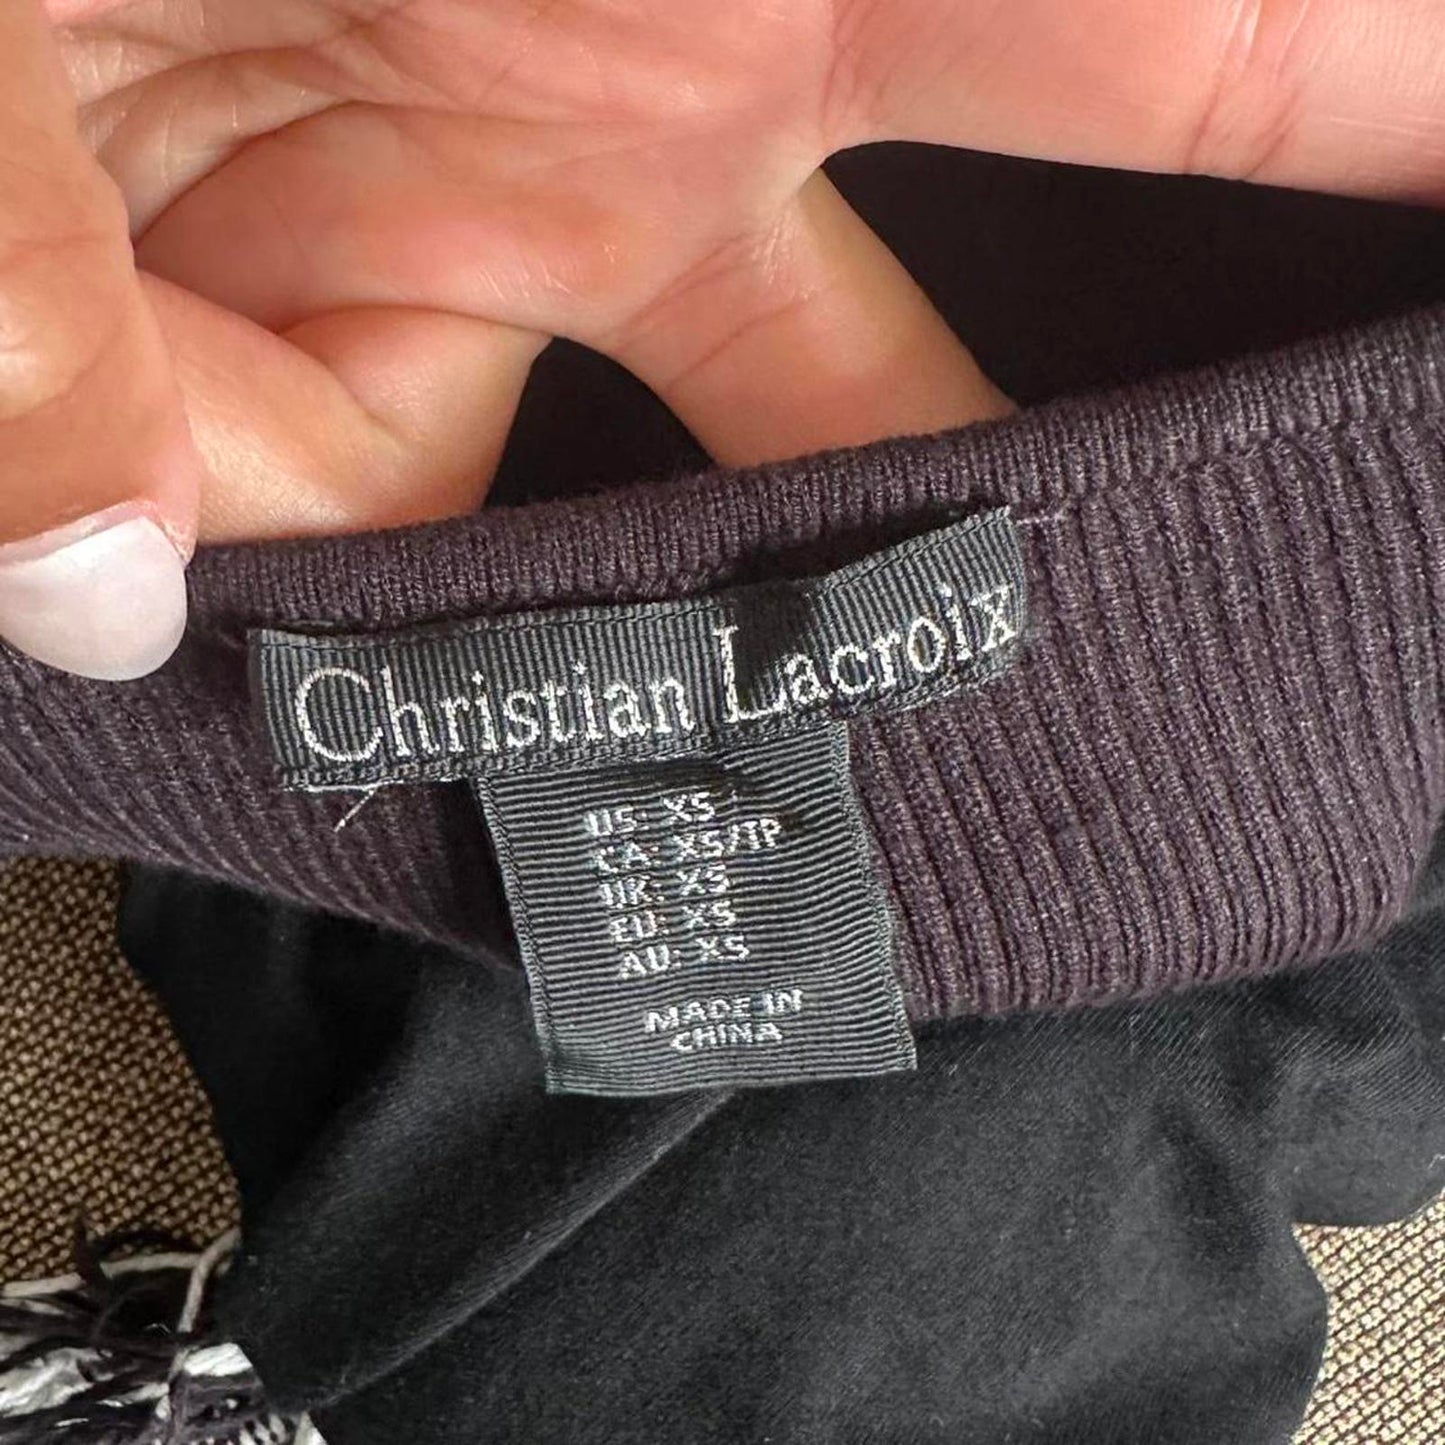 Christian Lacroix
US: XS
CA: XS/TP
UK: XS
EU: XS
AU: XS
MADE IN
CHINA